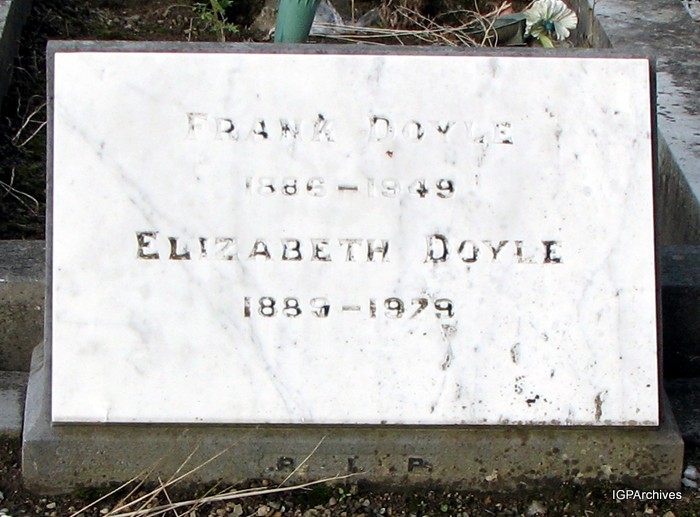 Frank Doyle
1886 – 1949
Elizabeth Doyle
1889 – 1979
R I P
IGPArchives